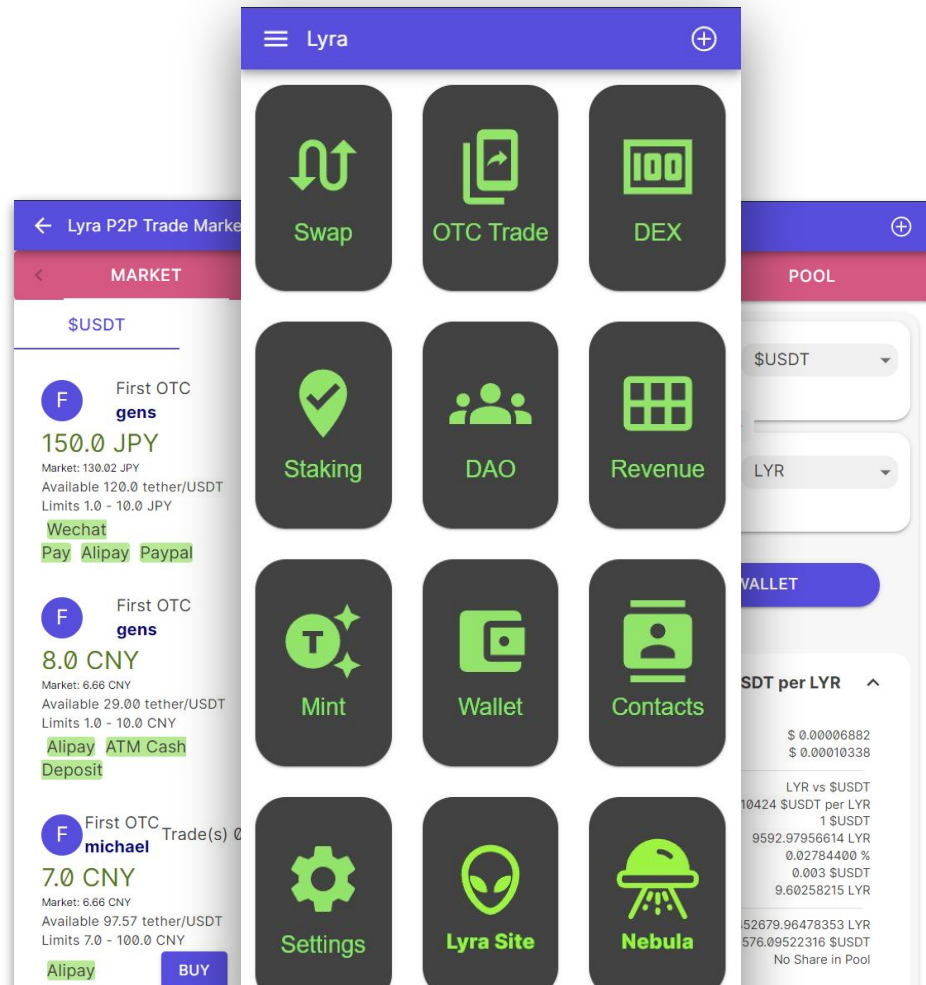 Lyra
Swap
OTC Trade
100
DEX
Staking
DAO
Revenue
T
Mint
Wallet
Contacts
Settings
Lyra Site
Nebula
Lyra P2P Trade Marke
MARKET
$USDT
F
First OTC
gens
150.0 JPY
Market: 130.02 JPY
Available 120.0 tether/USDT
Limits 1.0 - 10.0 JPY
Wechat
Pay Alipay Paypal
F
First OTC
gens
8.0 CNY
Market: 6.66 CNY
Available 29.00 tether/USDT
Limits 1.0 - 10.0 CNY
Alipay ATM Cash
Deposit
F
First OTC
michael
Trade(s) 0
7.0 CNY
Market: 6.66 CNY
Available 97.57 tether/USDT
Limits 7.0 - 100.0 CNY
Alipay
BUY
POOL
$USDT
LYR
WALLET
SDT per LYR
$ 0.00006882
$ 0.00010338
LYR vs $USDT
10424 $USDT per LYR
1 $USDT
9592.97956614 LYR
0.02784400 %
0.003 $USDT
9.60258215 LYR
52679.96478353 LYR
576.09522316 $USDT
No Share in Pool